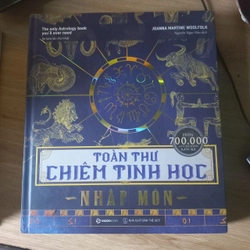 The only Astrology book
you'll ever need
JOANNA MARTINE WOOLFOLK
700.000
TOÀN THƯ
CHIÊM TINH HỌC
NHẬP MÔN